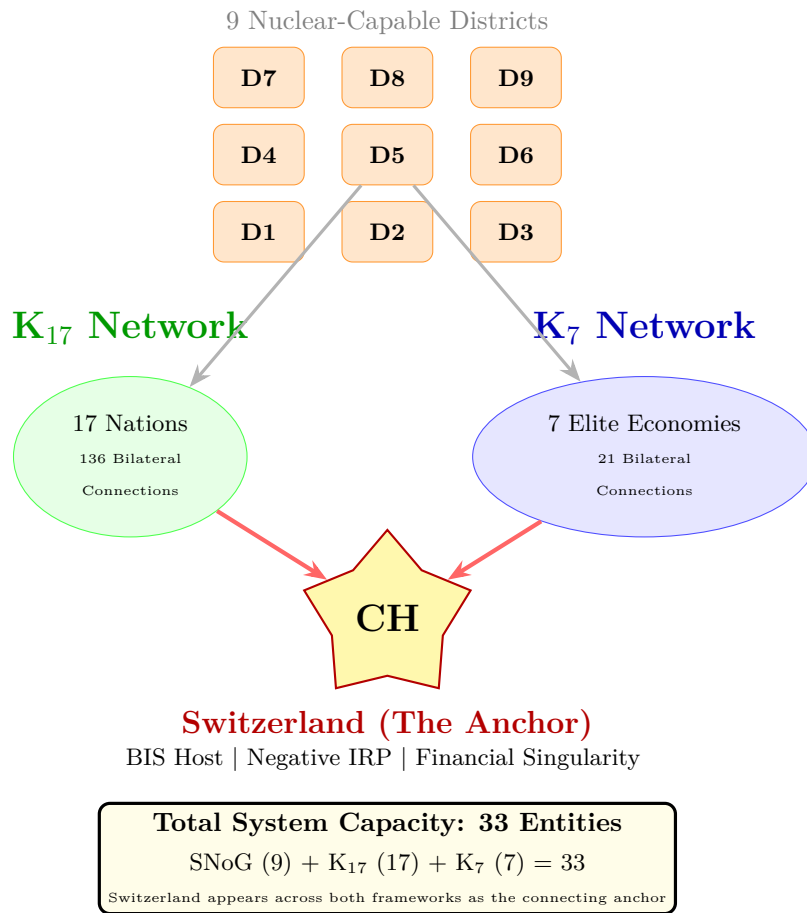 9 Nuclear-Capable Districts
D7 D8 D9
D4 D5 D6
D1 D2 D3
K₁₇ Network
K₇ Network
17 Nations
136 Bilateral
Connections
7 Elite Economies
21 Bilateral
Connections
CH
Switzerland (The Anchor)
BIS Host | Negative IRP | Financial Singularity
Total System Capacity: 33 Entities
SNoG (9) + K₁₇ (17) + K₇ (7) = 33
Switzerland appears across both frameworks as the connecting anchor